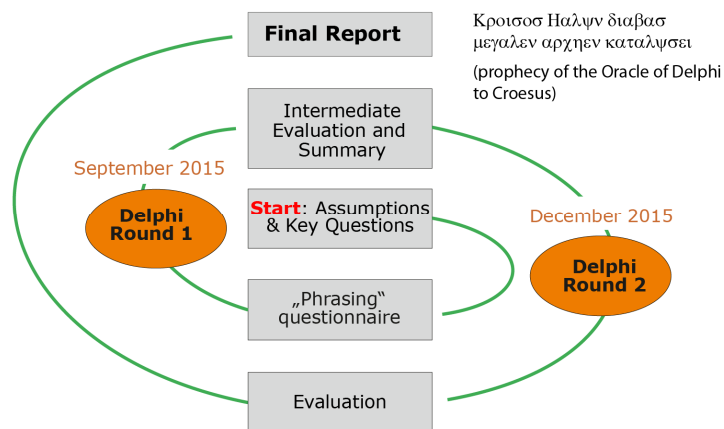 Final Report
Κροισοσ Ηαλψν διαβασ
μεγαλεν αρχηεν καταλψσει
(prophecy of the Oracle of Delphi
to Croesus)
Intermediate
Evaluation and
Summary
September 2015
Delphi
Round 1
Start: Assumptions
& Key Questions
December 2015
Delphi
Round 2
„Phrasing“
questionnaire
Evaluation